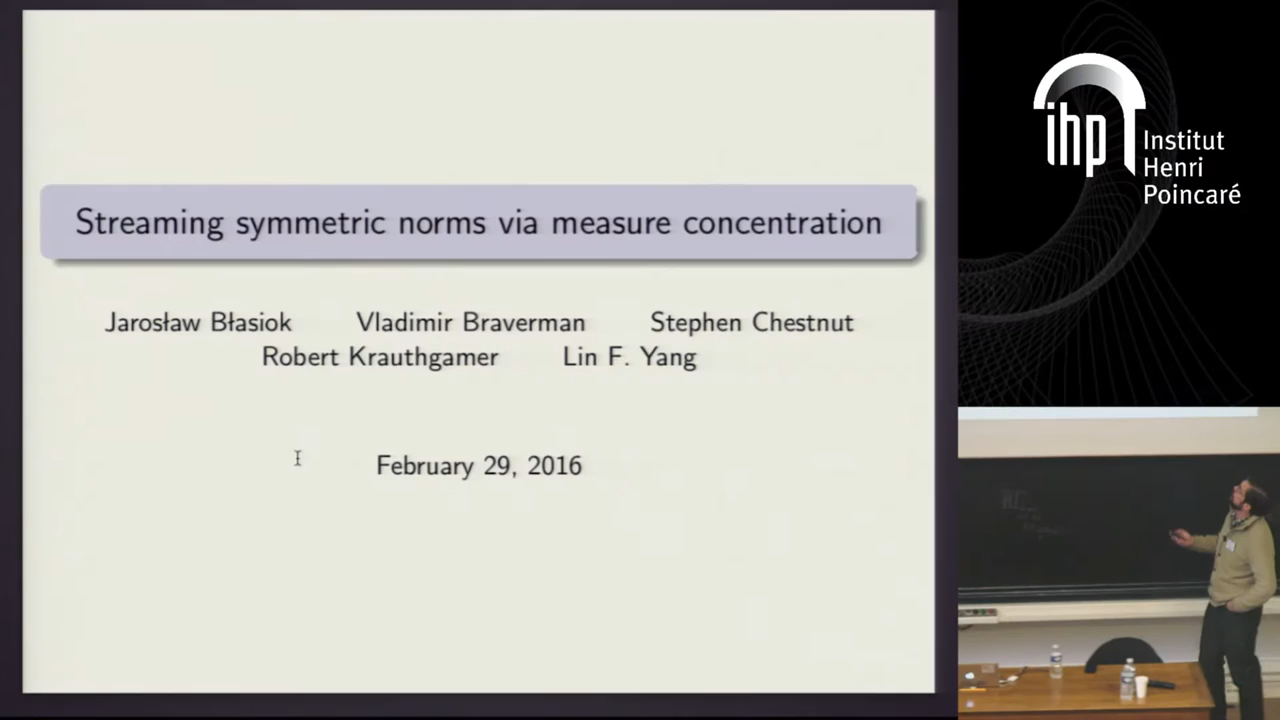 Streaming symmetric norms via measure concentration
Jarosław Błasiok Vladimir Braverman Stephen Chestnut
Robert Krauthgamer Lin F. Yang
February 29, 2016
ihp
Institut
Henri
Poincaré